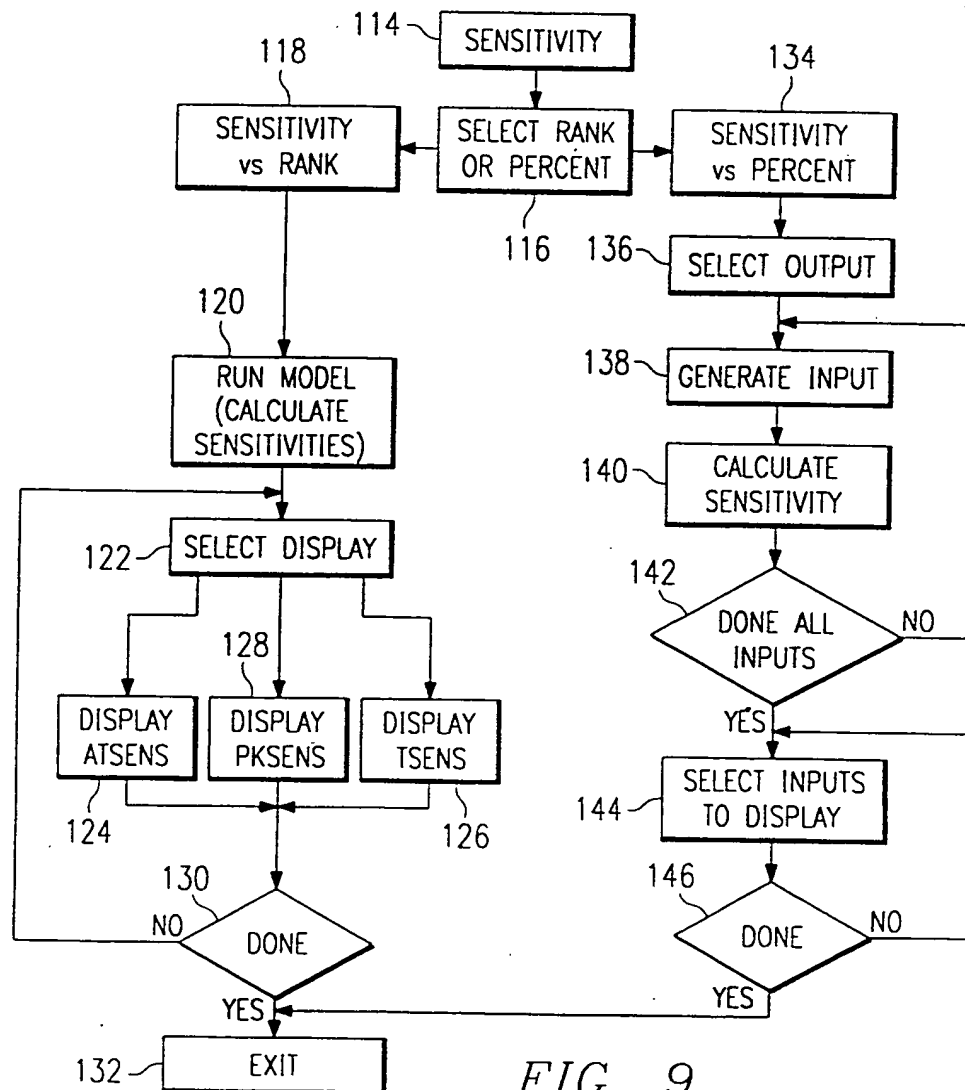 114
SENSITIVITY
118
SENSITIVITY
vs RANK
SELECT RANK
OR PERCENT
116
134
SENSITIVITY
vs PERCENT
136
SELECT OUTPUT
120
RUN MODEL
(CALCULATE
SENSITIVITIES)
138
GENERATE INPUT
140
CALCULATE
SENSITIVITY
122
SELECT DISPLAY
142
DONE ALL
INPUTS
NO
YES
DISPLAY
ATSENS
124
128
DISPLAY
PKSENS
DISPLAY
TSENS
126
144
SELECT INPUTS
TO DISPLAY
130
DONE
NO
YES
146
DONE
NO
YES
132
EXIT
FIG. 9